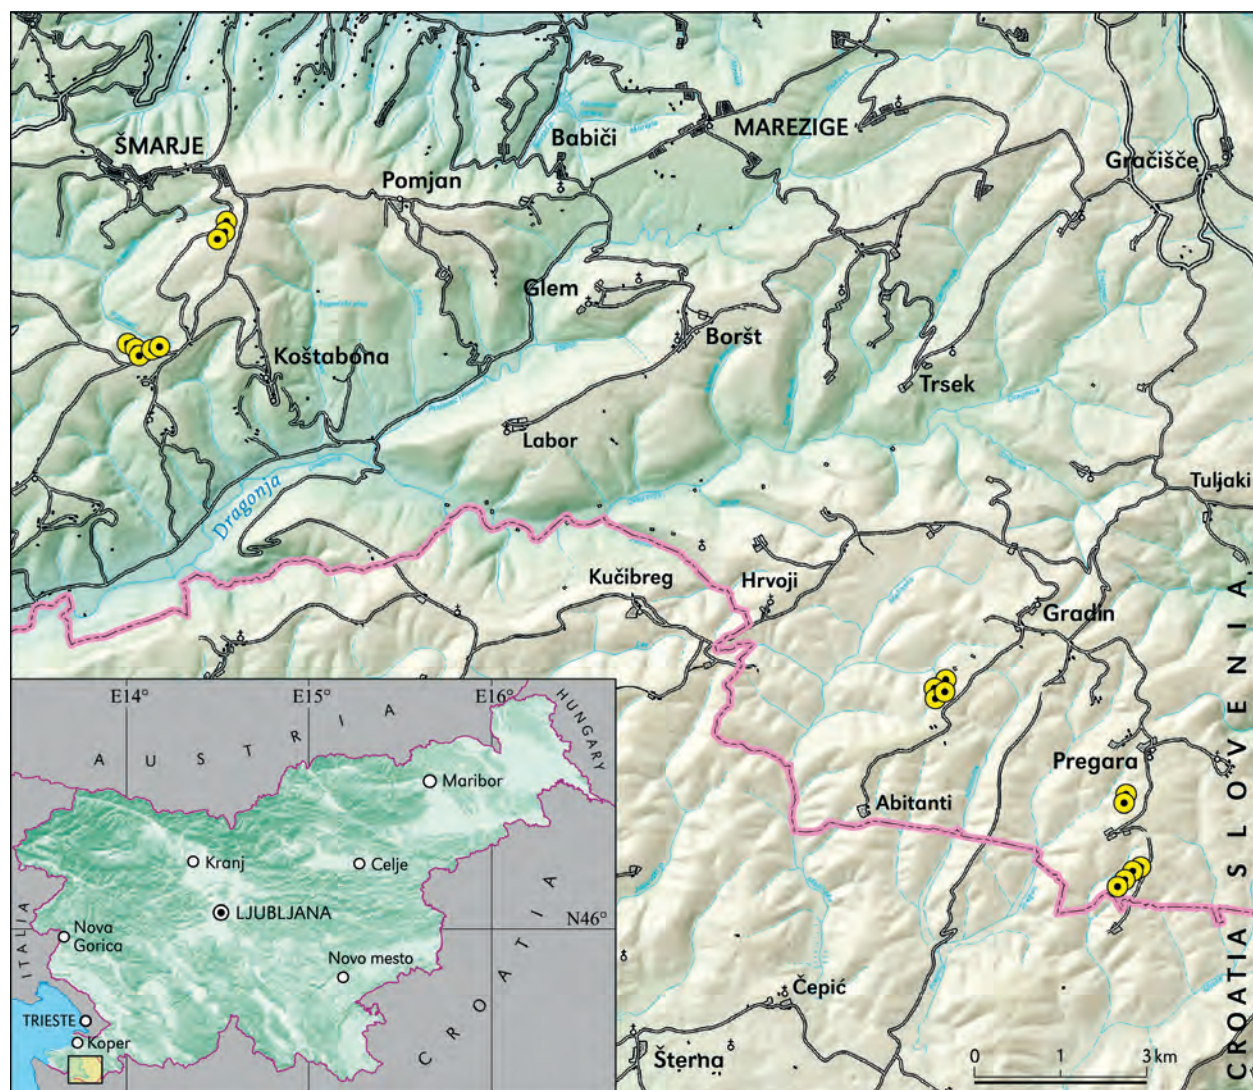 ŠMARJE
Babiči
MAREZIGE
Gračišče
Pomjan
Glem
Boršt
Koštabona
Trsek
Labor
Dragonja
Tuljaki
Kučibreg
Hrvoji
Gradin
Pregara
Abitanti
Čepić
Šterna
CROATIA SLOVENIA
0 1 3 km
E14° E15° E16°
AUSTRIA
HUNGARY
Maribor
Kranj
Celje
LJUBLJANA
N46°
ITALIA
Nova
Gorica
Novo mesto
CROATIA
TRIESTE
Koper